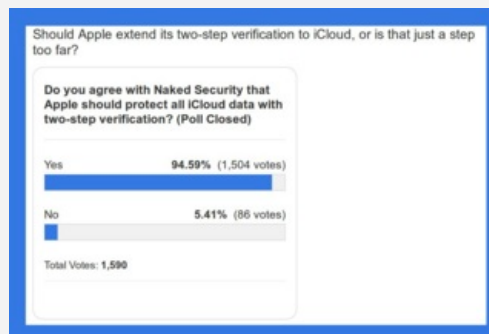 Should Apple extend its two-step verification to iCloud, or is that just a step
too far?
Do you agree with Naked Security that
Apple should protect all iCloud data with
two-step verification? (Poll Closed)
Yes 94.59% (1,504 votes)
No 5.41% (86 votes)
Total Votes: 1,590